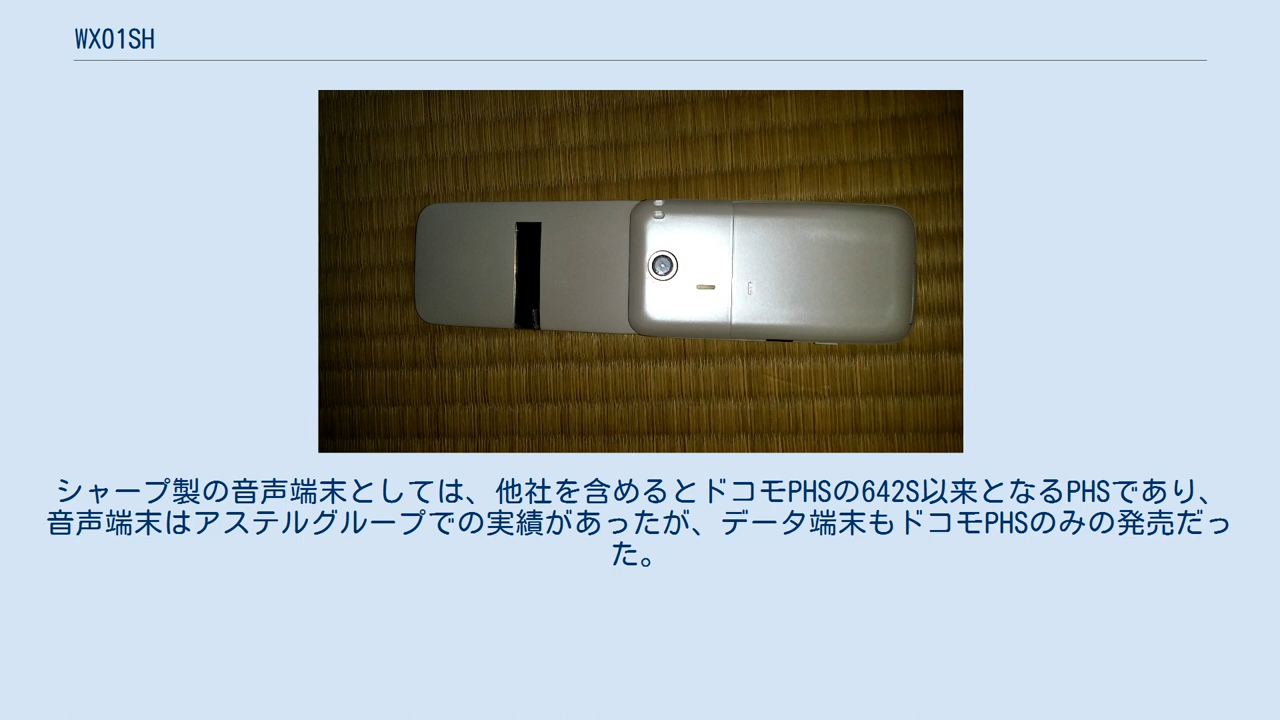 WX01SH
シャープ製の音声端末としては、他社を含めるとドコモPHSの642S以来となるPHSであり、
音声端末はアステルグループでの実績があったが、データ端末もドコモPHSのみの発売だっ
た。